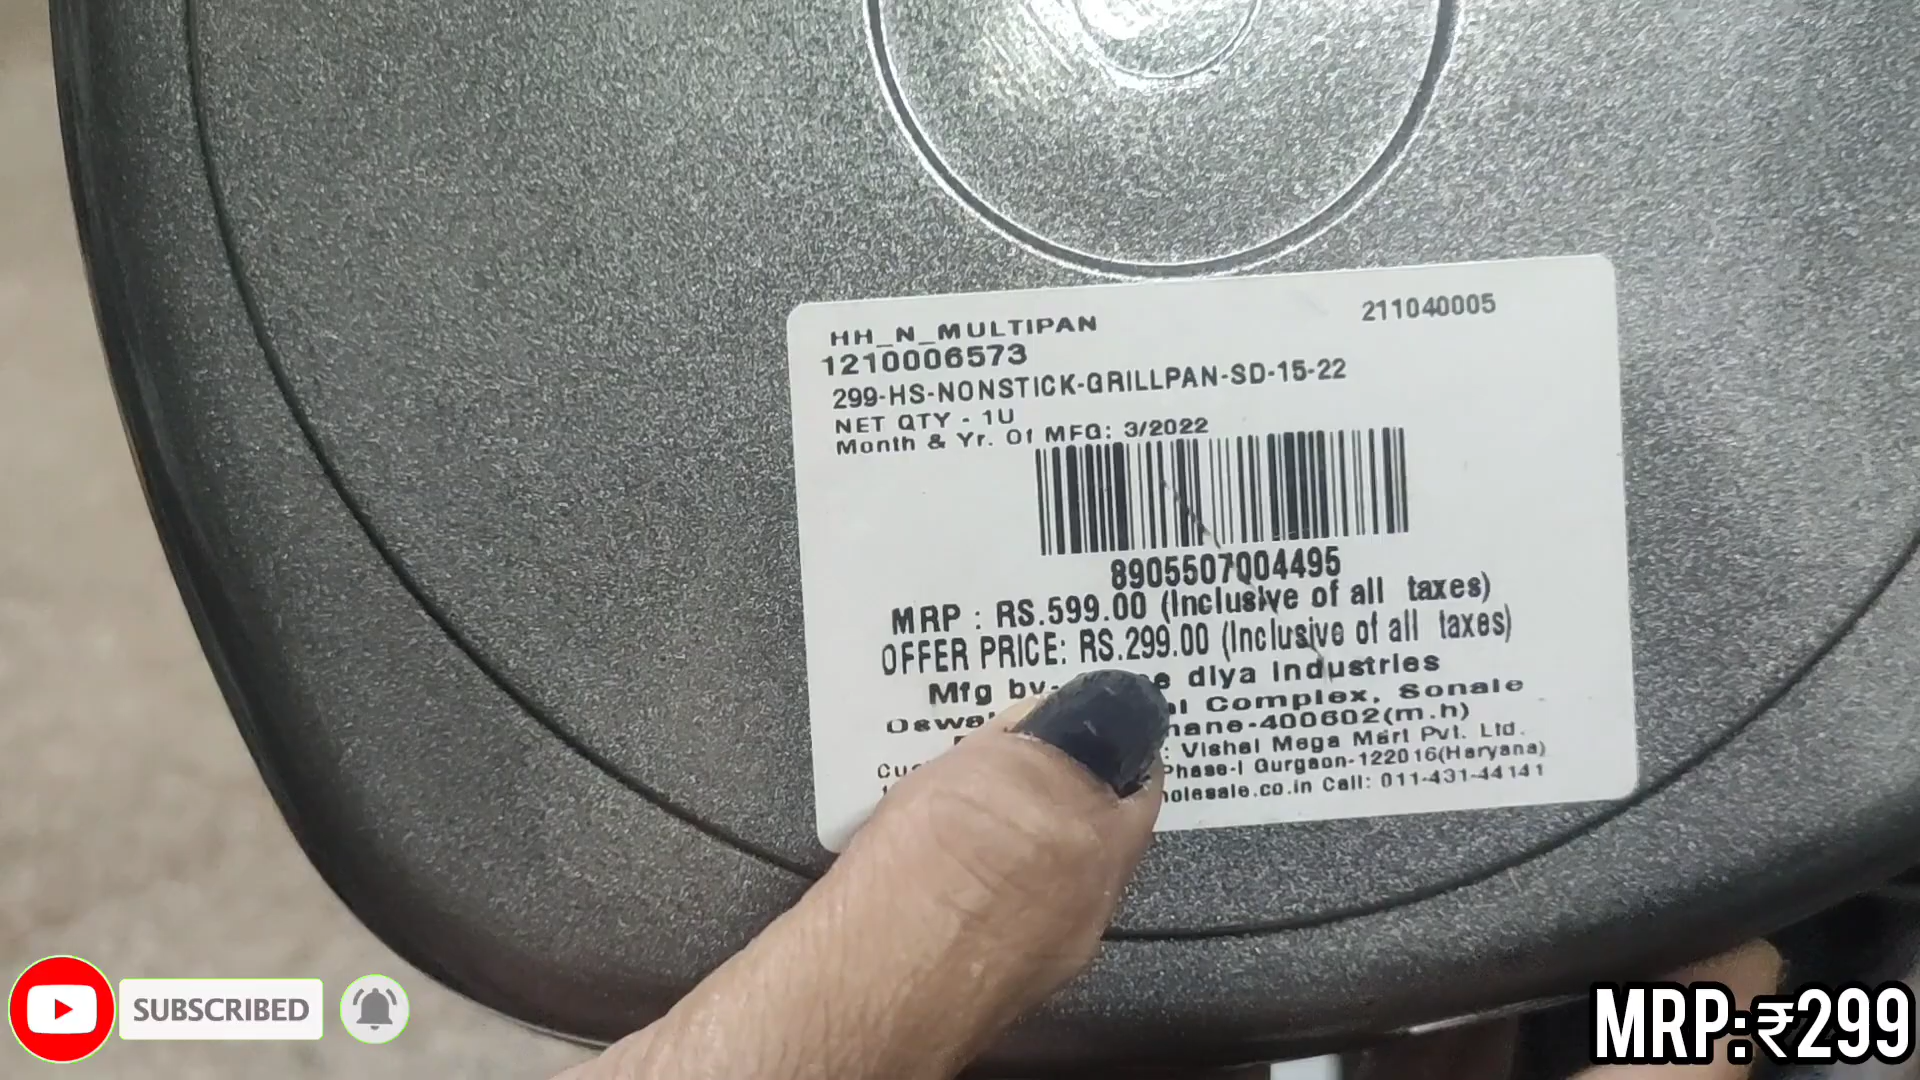 HH_N_MULTIPAN
211040005
1210006573
299-HS-NONSTICK-GRILLPAN-SD-15-22
NET QTY - 1U
Month & Yr. Of MFG: 3/2022
8905507004495
MRP : RS.599.00 (Inclusive of all taxes)
OFFER PRICE: RS.299.00 (Inclusive of all taxes)
Mfg by- diya Industries
Complex, Sonale
-400602(m.h)
: Vishal Mega Mart Pvt. Ltd.
Phase-I Gurgaon-122016(Haryana)
.co.in Call: 011-431-44141
SUBSCRIBED
MRP:₹299